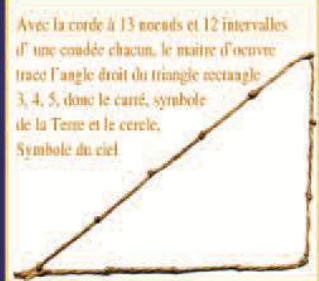 Avec la corde à 13 noeuds et 12 intervalles
d' une coudée chacun, le maitre d'oeuvre
trace l'angle droit du triangle rectangle
3, 4, 5, donc le carré, symbole
de la Terre et le cercle,
Symbole du ciel